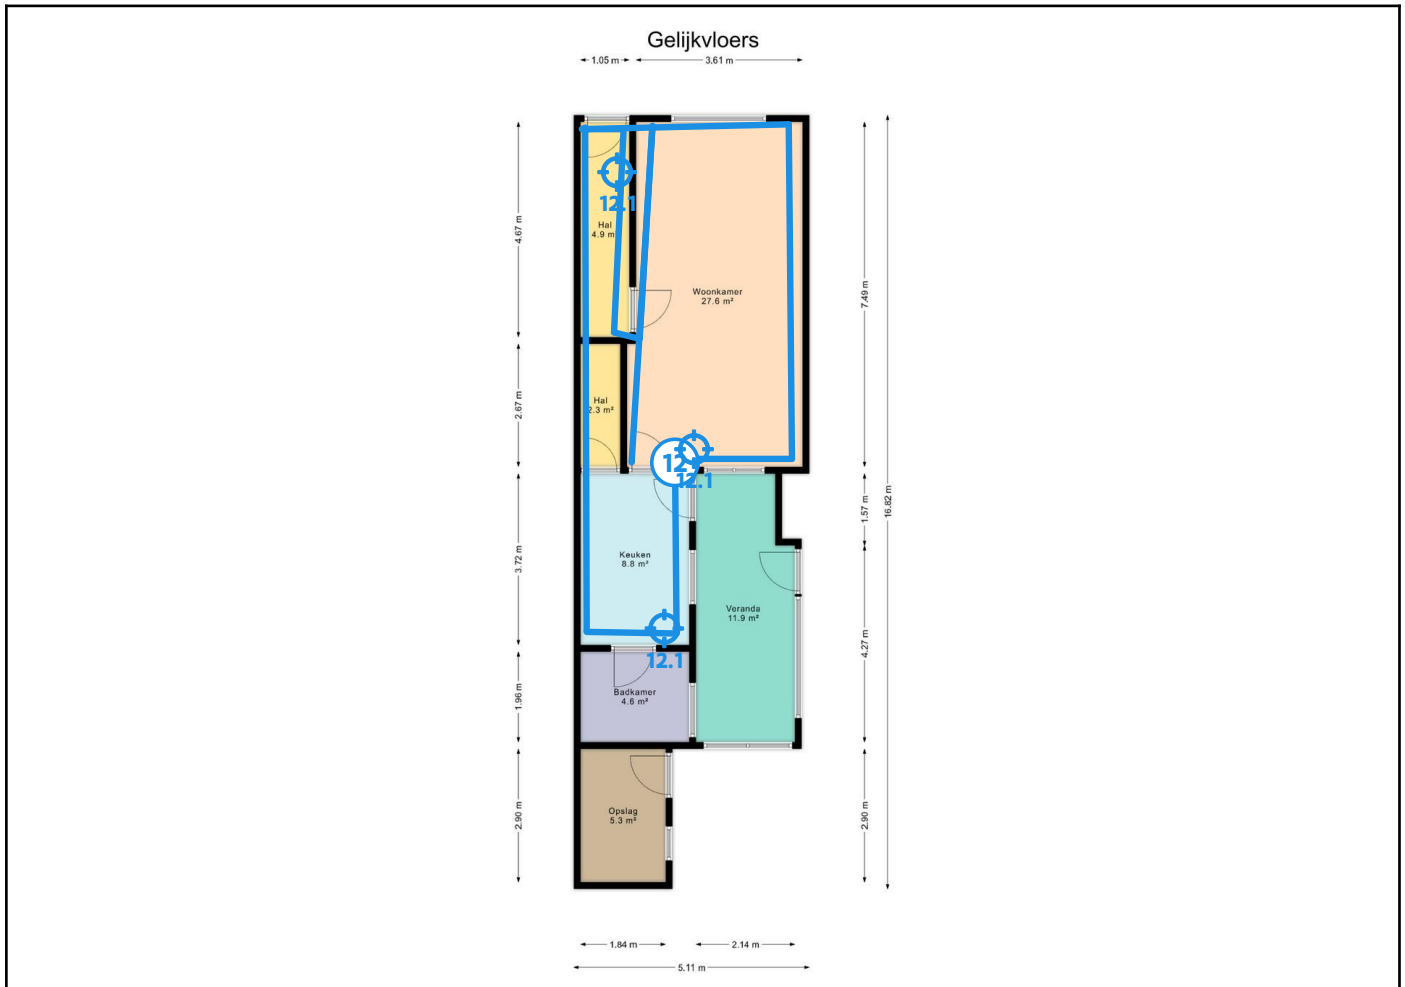 Gelijkvloers
1.05 m
3.61 m
12.1
Hal
4.9 m
4.67 m
7.49 m
Woonkamer
27.6 m²
Hal
2.3 m²
2.67 m
12
12.1
16.82 m
1.57 m
Keuken
8.8 m²
3.72 m
Veranda
11.9 m²
4.27 m
12.1
Badkamer
4.6 m²
1.96 m
Opslag
5.3 m²
2.90 m
2.90 m
1.84 m
2.14 m
5.11 m